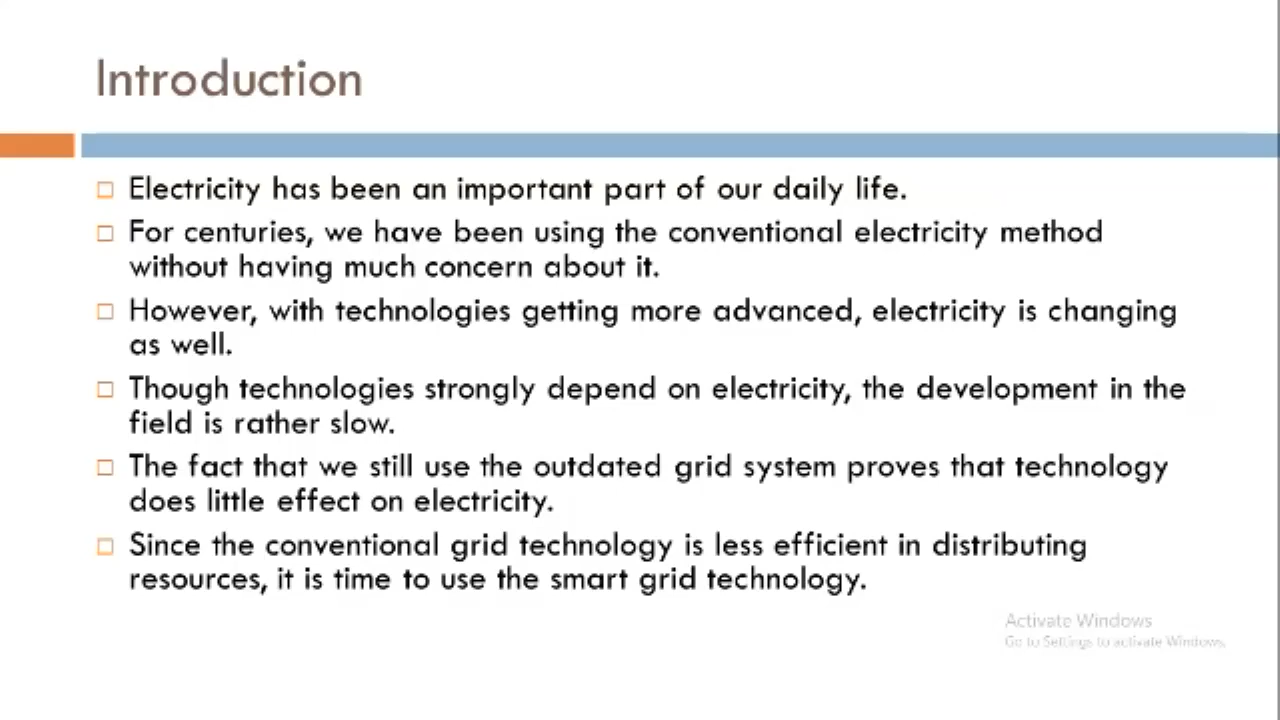 Introduction
Electricity has been an important part of our daily life.
For centuries, we have been using the conventional electricity method
without having much concern about it.
However, with technologies getting more advanced, electricity is changing
as well.
Though technologies strongly depend on electricity, the development in the
field is rather slow.
The fact that we still use the outdated grid system proves that technology
does little effect on electricity.
Since the conventional grid technology is less efficient in distributing
resources, it is time to use the smart grid technology.
Activate Windows
Go to Settings to activate Windows.